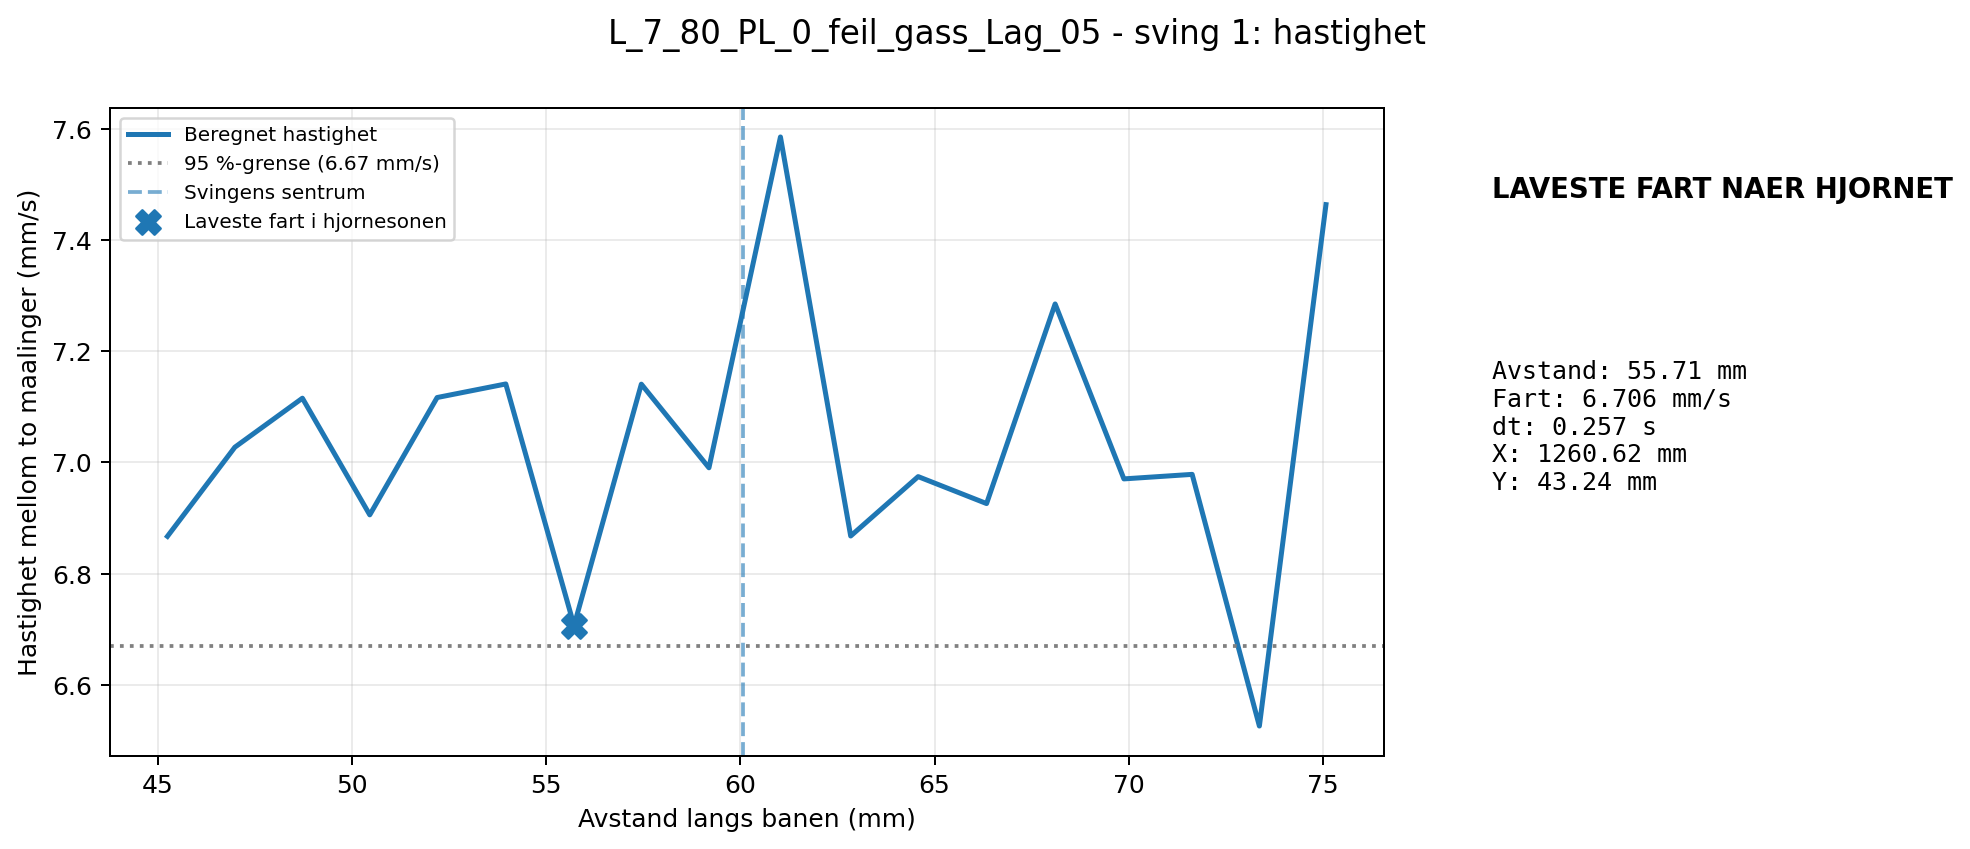 L_7_80_PL_0_feil_gass_Lag_05 - sving 1: hastighet
Hastighet mellom to maalinger (mm/s)
7.6
7.4
7.2
7.0
6.8
6.6
Beregnet hastighet
95 %-grense (6.67 mm/s)
Svingens sentrum
Laveste fart i hjornesonen
45
50
55
60
65
70
75
Avstand langs banen (mm)
LAVESTE FART NAER HJORNET
Avstand: 55.71 mm
Fart: 6.706 mm/s
dt: 0.257 s
X: 1260.62 mm
Y: 43.24 mm